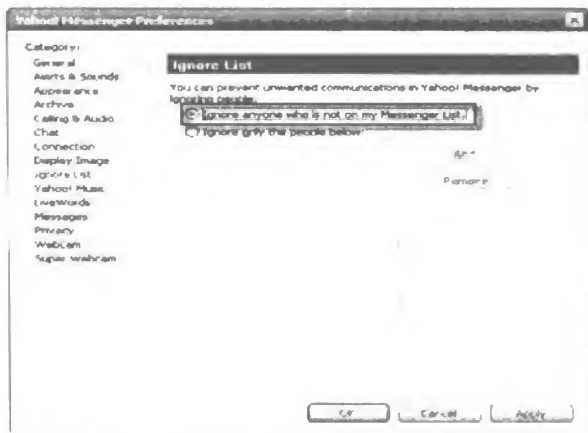 Yahoo! Messenger Preferences
Category:
General
Alerts & Sounds
Appearance
Archive
Calling & Audio
Chat
Connection
Display Image
Ignore List
Yahoo! Music
LiveWords
Messages
Privacy
Webcam
Super Webcam
Ignore List
You can prevent unwanted communications in Yahoo! Messenger by
ignoring people.
Ignore anyone who is not on my Messenger List.
Ignore only the people below:
Remove
OK
Cancel
Apply